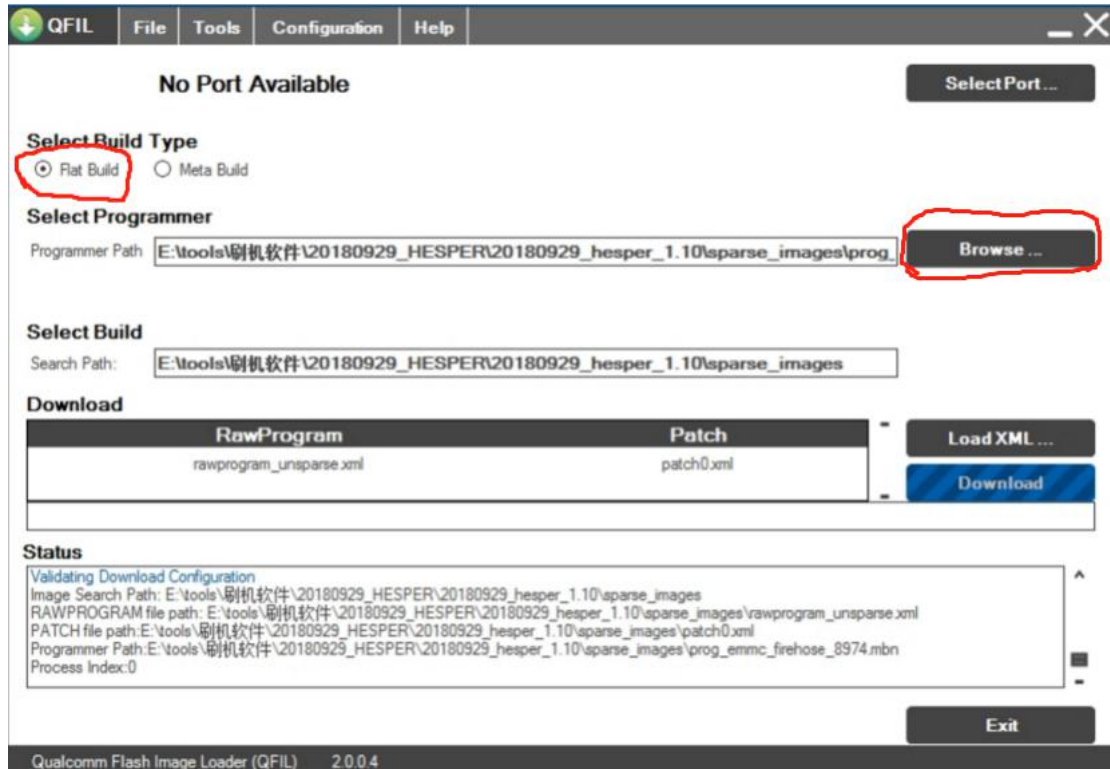 QFIL File Tools Configuration Help
No Port Available
Select Port ...
Select Build Type
Flat Build Meta Build
Select Programmer
Programmer Path E:\tools\刷机软件\20180929_HESPER\20180929_hesper_1.10\sparse_images\prog_ Browse ...
Select Build
Search Path: E:\tools\刷机软件\20180929_HESPER\20180929_hesper_1.10\sparse_images
Download
RawProgram Patch
Load XML ...
rawprogram_unsparse.xml patch0.xml
Download
Status
Validating Download Configuration
Image Search Path: E:\tools\刷机软件\20180929_HESPER\20180929_hesper_1.10\sparse_images
RAWPROGRAM file path: E:\tools\刷机软件\20180929_HESPER\20180929_hesper_1.10\sparse_images\rawprogram_unsparse.xml
PATCH file path:E:\tools\刷机软件\20180929_HESPER\20180929_hesper_1.10\sparse_images\patch0.xml
Programmer Path:E:\tools\刷机软件\20180929_HESPER\20180929_hesper_1.10\sparse_images\prog_emmc_firehose_8974.mbn
Process Index:0
Exit
Qualcomm Flash Image Loader (QFIL) 2.0.0.4